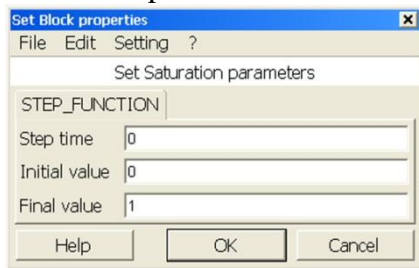 Set Block properties
File Edit Setting ?
Set Saturation parameters
STEP_FUNCTION
Step time 0
Initial value 0
Final value 1
Help OK Cancel